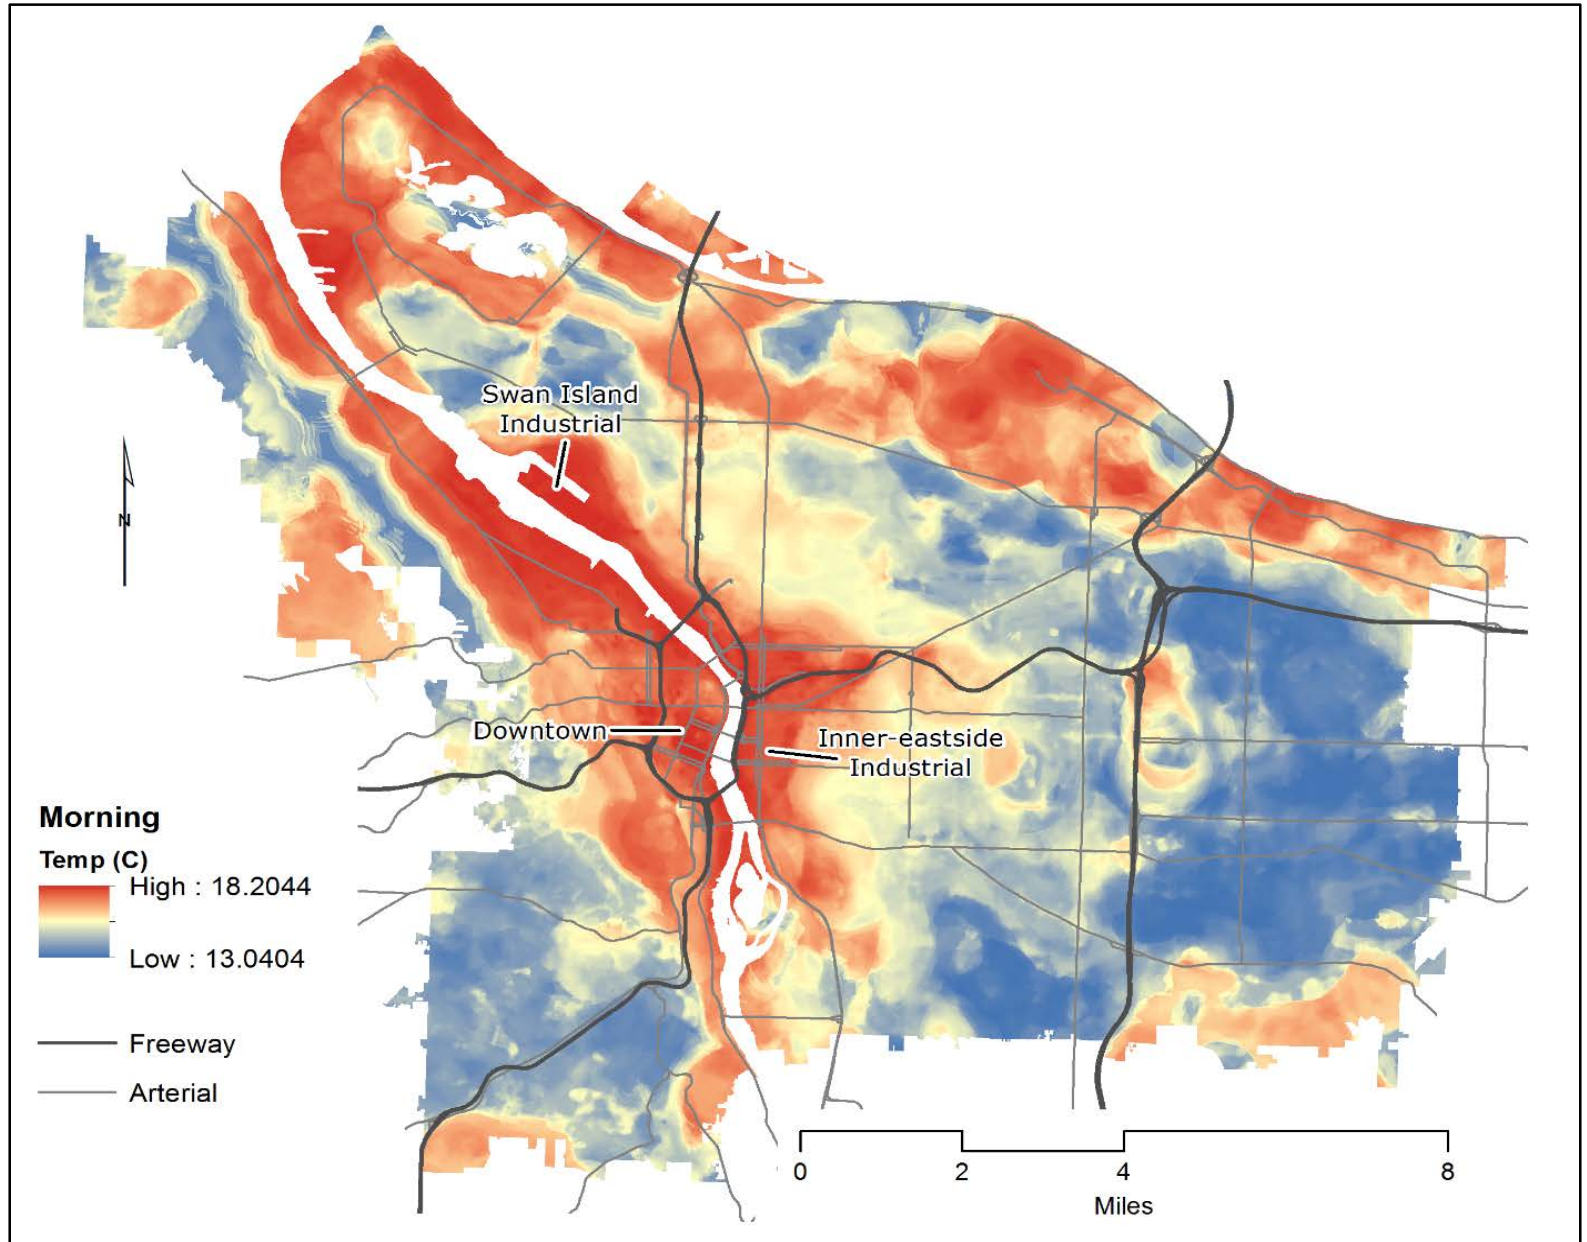 Swan Island
Industrial
N
Downtown
Inner-eastside
Industrial
Morning
Temp (C)
High : 18.2044
Low : 13.0404
Freeway
Arterial
0 2 4 8
Miles